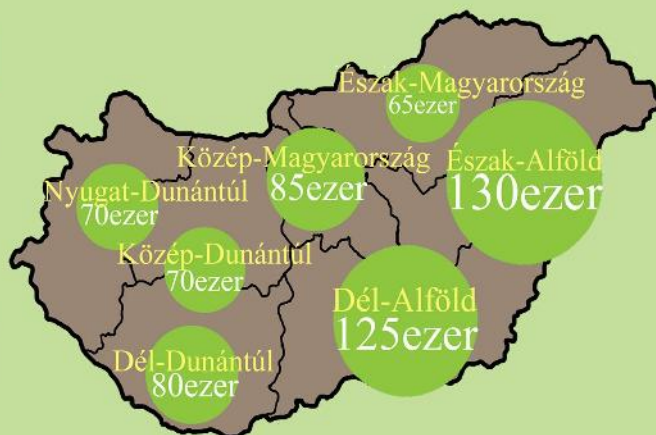 Észak-Magyarország
65ezer
Közép-Magyarország
85ezer
Észak-Alföld
130ezer
Nyugat-Dunántúl
70ezer
Közép-Dunántúl
70ezer
Dél-Alföld
125ezer
Dél-Dunántúl
80ezer